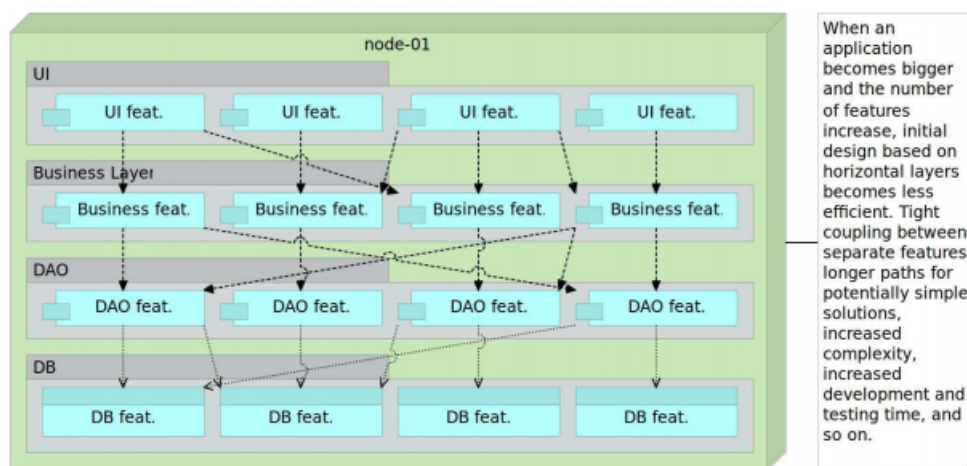 node-01
UI
UI feat.
UI feat.
UI feat.
UI feat.
Business Layer
Business feat.
Business feat.
Business feat.
Business feat.
DAO
DAO feat.
DAO feat.
DAO feat.
DAO feat.
DB
DB feat.
DB feat.
DB feat.
DB feat.
When an
application
becomes bigger
and the number
of features
increase, initial
design based on
horizontal layers
becomes less
efficient. Tight
coupling between
separate features
longer paths for
potentially simple
solutions,
increased
complexity,
increased
development and
testing time, and
so on.